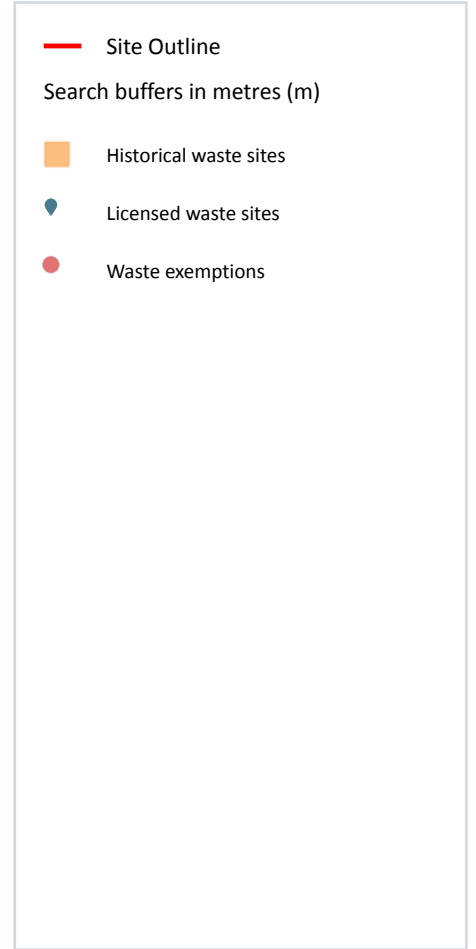 Site Outline
Search buffers in metres (m)
Historical waste sites
Licensed waste sites
Waste exemptions